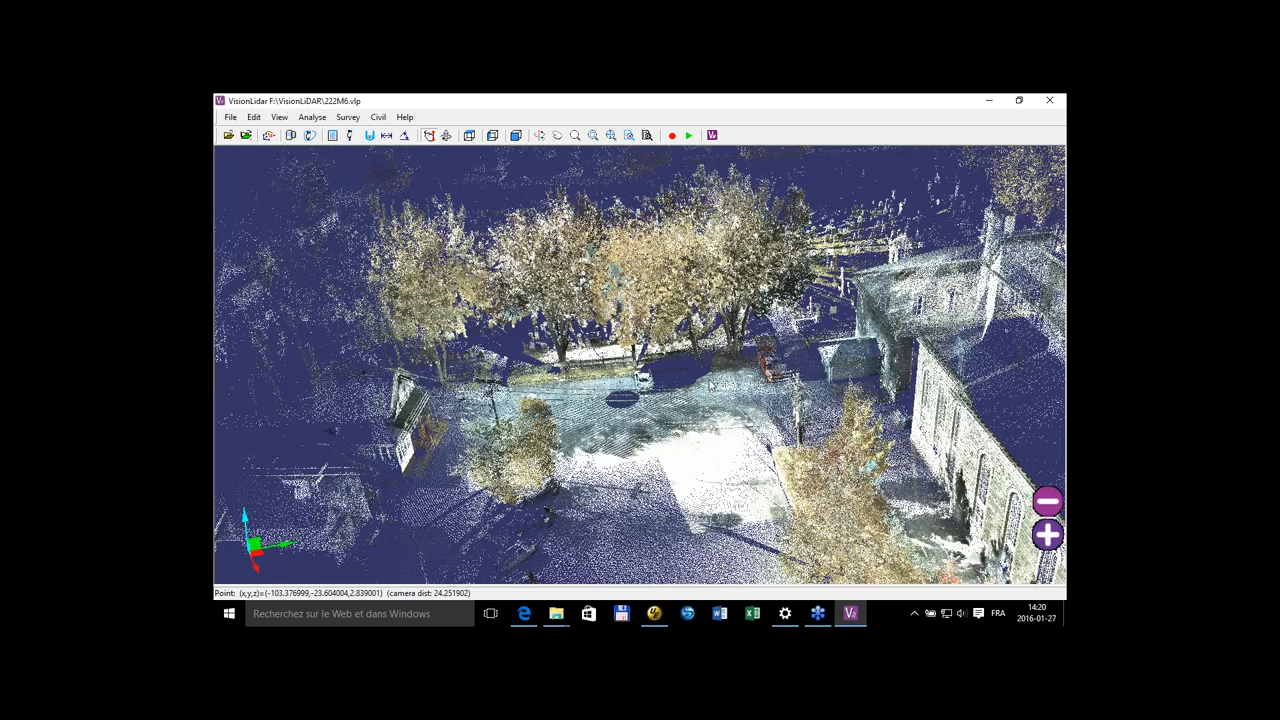 VisionLidar F:\VisionLiDAR\222M6.vlp
File Edit View Analyse Survey Civil Help
Point: (x,y,z)=(-103.376999,-23.604004,2.839001) (camera dist: 24.251902)
Recherchez sur le Web et dans Windows
FRA
14:20
2016-01-27